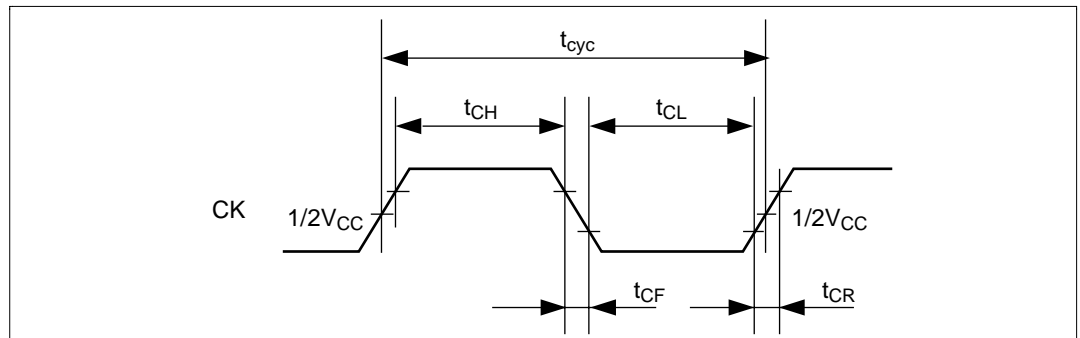 tcyc
tCH
tCL
CK
1/2VCC
1/2VCC
tCF
tCR